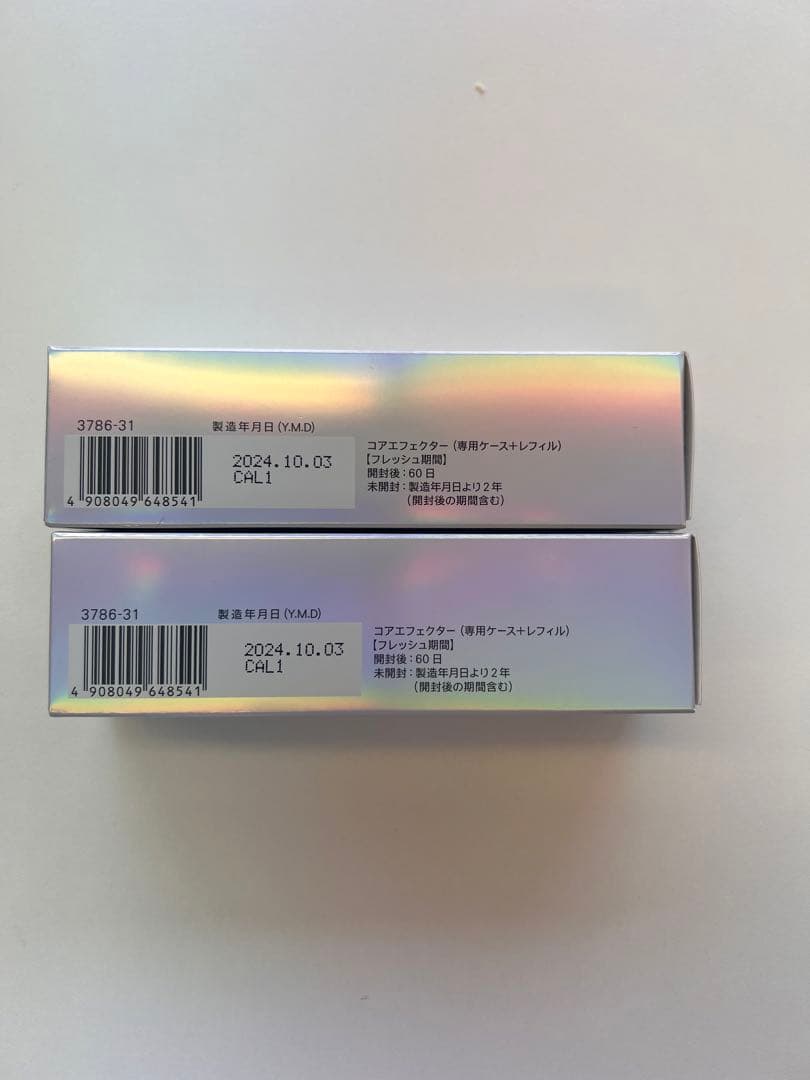 3786-31
製造年月日(Y.M.D)
2024.10.03
CAL1
4 908049 648541
コアエフェクター(専用ケース+レフィル)
【フレッシュ期間】
開封後:60日
未開封:製造年月日より2年
(開封後の期間含む)
3786-31
製造年月日(Y.M.D)
2024.10.03
CAL1
4 908049 648541
コアエフェクター(専用ケース+レフィル)
【フレッシュ期間】
開封後:60日
未開封:製造年月日より2年
(開封後の期間含む)